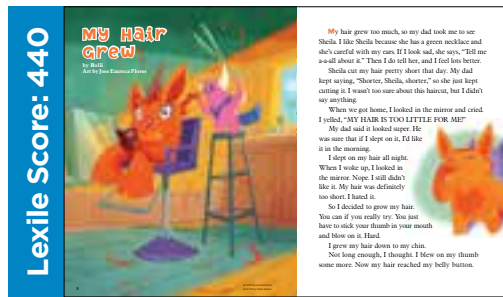 Lexile Score: 440
My Hair
Grew
by Rolli
My hair grew too much, so my dad took me to see
Sheila. I like Sheila because she has a green necklace and
she's careful with my ears. If I look sad, she says, "Tell me
a-a-all about it." Then I do tell her, and I feel lots better.
Sheila cut my hair pretty short that day. My dad
kept saying, "Shorter, Sheila, shorter," so she just kept
cutting it. I wasn't too sure about this haircut, but I didn't
say anything.
When we got home, I looked in the mirror and cried.
I yelled, "MY HAIR IS TOO LITTLE FOR ME!"
My dad said it looked super. He
was sure that if I slept on it, I'd like
it in the morning.
I slept on my hair all night.
When I woke up, I looked in
the mirror. Nope. I still didn't
like it. My hair was definitely
too short. I hated it.
So I decided to grow my hair.
You can if you really try. You just
have to stick your thumb in your mouth
and blow on it. Hard.
I grew my hair down to my chin.
Not long enough, I thought. I blew on my thumb
some more. Now my hair reached my belly button.